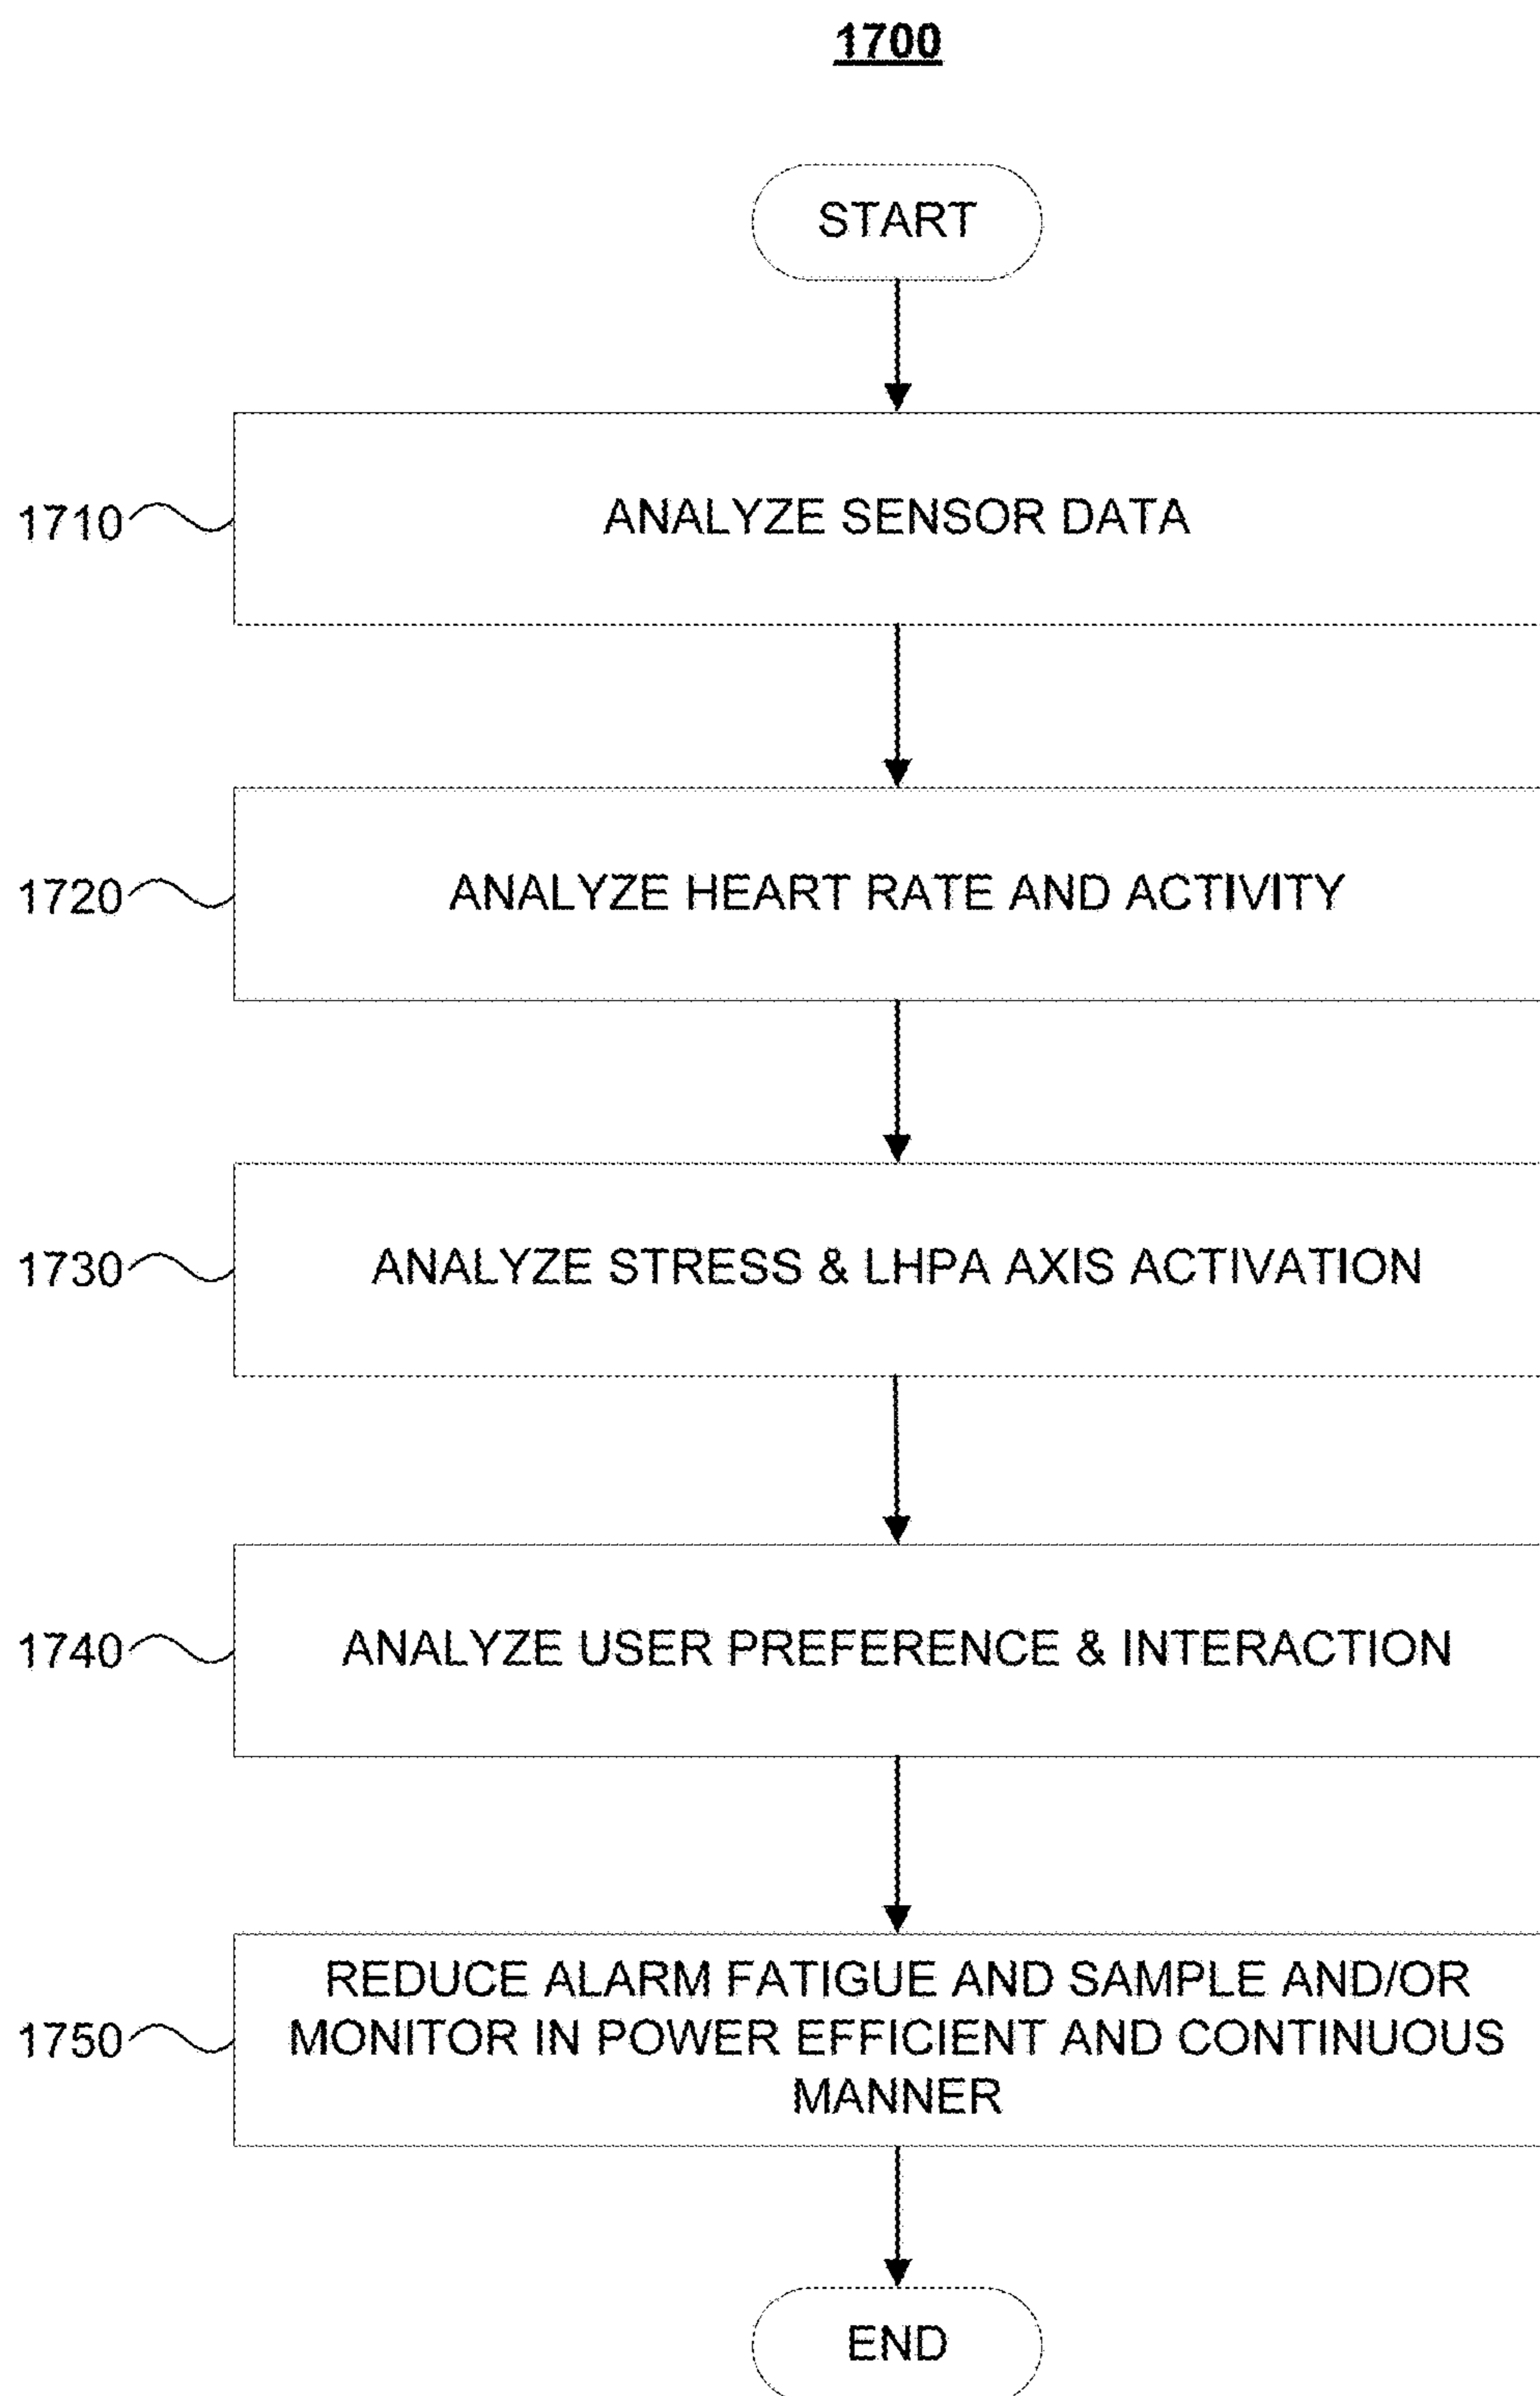 1700
START
1710
ANALYZE SENSOR DATA
1720
ANALYZE HEART RATE AND ACTIVITY
1730
ANALYZE STRESS & LHPA AXIS ACTIVATION
1740
ANALYZE USER PREFERENCE & INTERACTION
1750
REDUCE ALARM FATIGUE AND SAMPLE AND/OR
MONITOR IN POWER EFFICIENT AND CONTINUOUS
MANNER
END